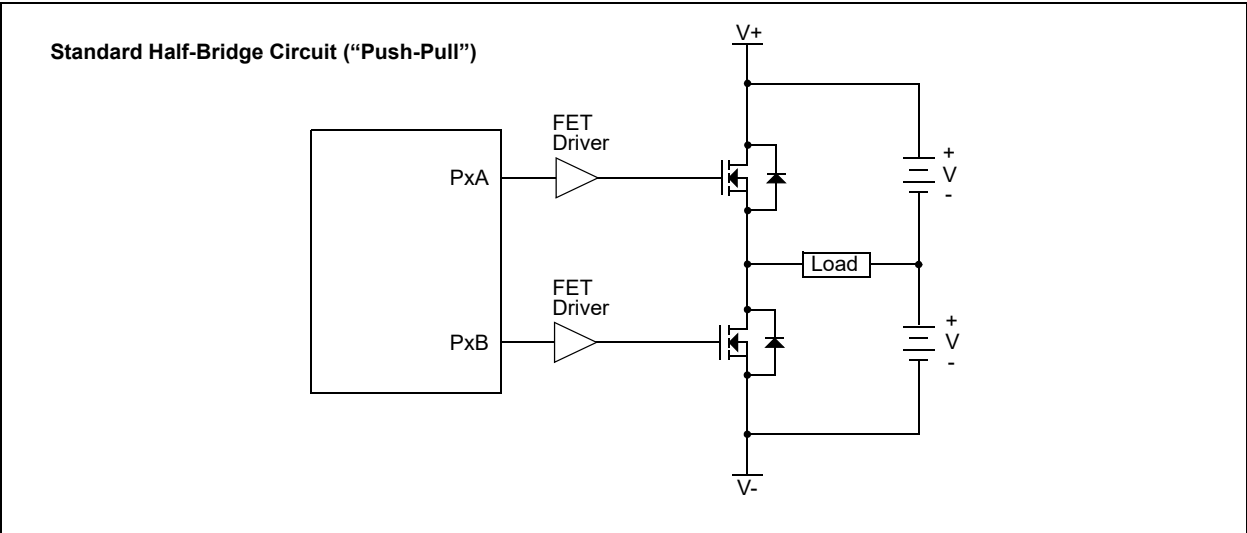 Standard Half-Bridge Circuit (“Push-Pull”)
V+
FET
Driver
PxA
+
V
-
Load
FET
Driver
PxB
+
V
-
V-